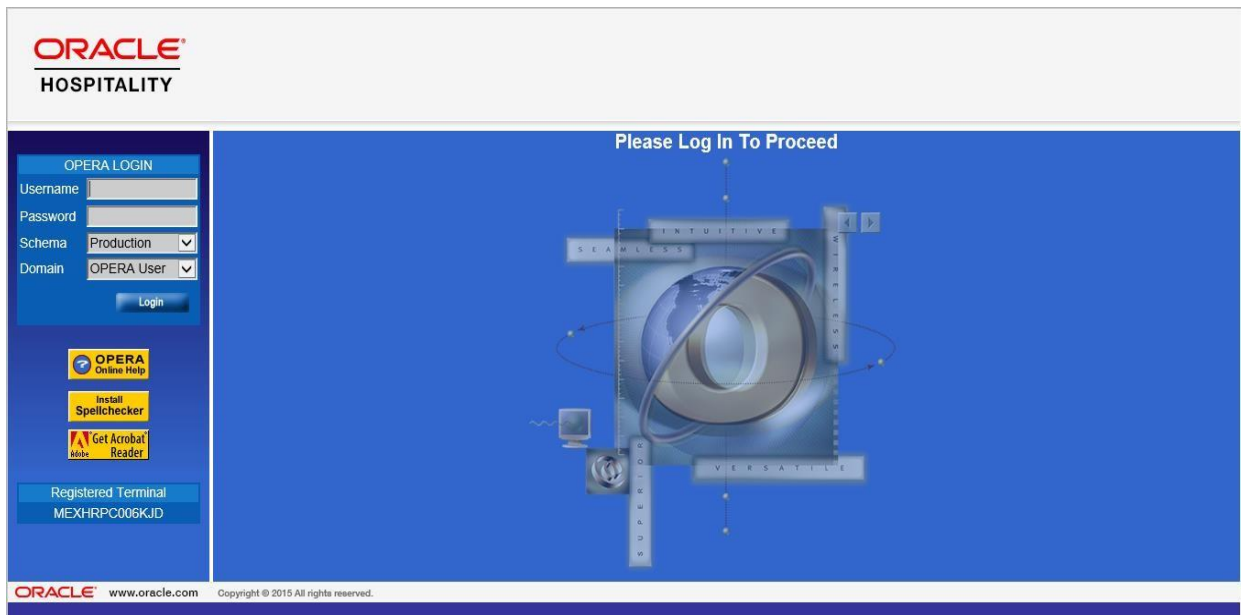 ORACLE®
HOSPITALITY
Please Log In To Proceed
OPERA LOGIN
Username
Password
Schema Production
Domain OPERA User
Login
OPERA
Online Help
Install
Spellchecker
Get Acrobat®
Adobe Reader
Registered Terminal
MEXHRPC006KJD
INTUITIVE
SEAMLESS
WIRELESS
SUPERIOR
VERSATILE
ORACLE® www.oracle.com Copyright © 2015 All rights reserved.